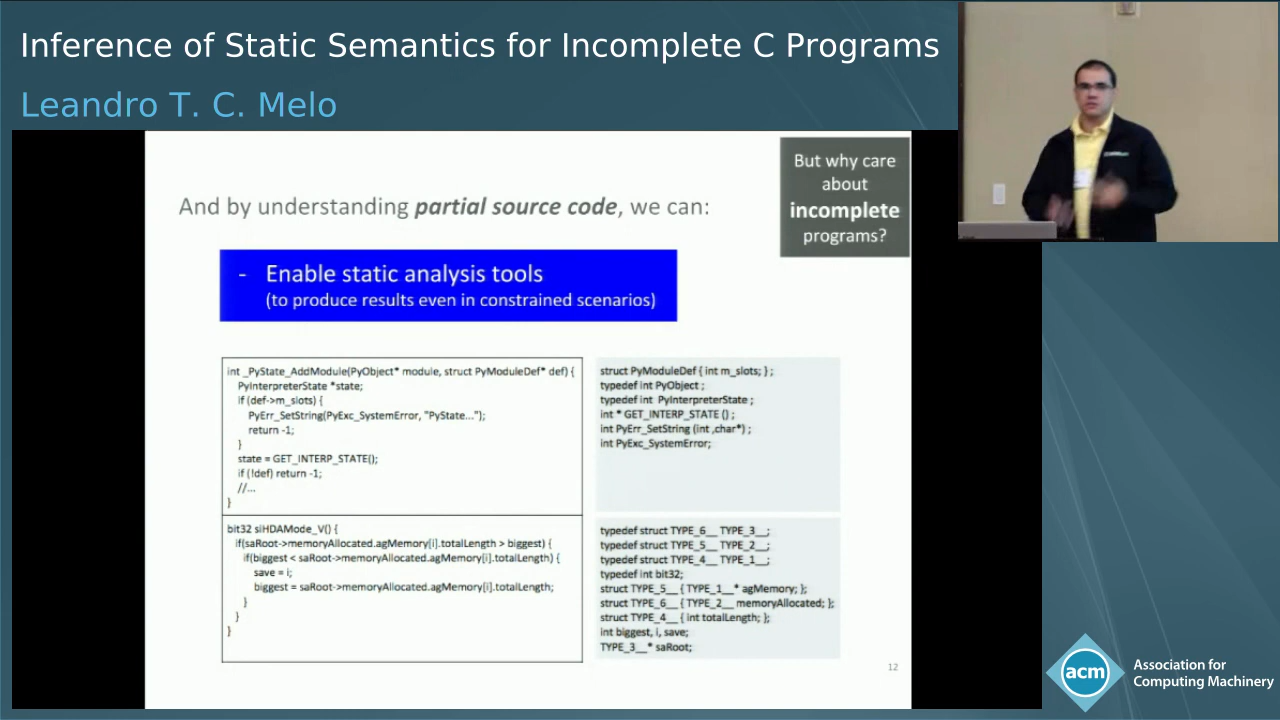 Inference of Static Semantics for Incomplete C Programs
Leandro T. C. Melo
But why care
about
incomplete
programs?
And by understanding partial source code, we can:
- Enable static analysis tools
(to produce results even in constrained scenarios)
int _PyState_AddModule(PyObject* module, struct PyModuleDef* def) {
PyInterpreterState *state;
if (def->m_slots) {
PyErr_SetString(PyExc_SystemError, "PyState...");
return -1;
}
state = GET_INTERP_STATE();
if (!def) return -1;
//...
}
struct PyModuleDef { int m_slots; } ;
typedef int PyObject ;
typedef int PyInterpreterState ;
int * GET_INTERP_STATE () ;
int PyErr_SetString (int ,char*) ;
int PyExc_SystemError;
bit32 siHDAMode_V() {
if(saRoot->memoryAllocated.agMemory[i].totalLength > biggest) {
if(biggest < saRoot->memoryAllocated.agMemory[i].totalLength) {
save = i;
biggest = saRoot->memoryAllocated.agMemory[i].totalLength;
}
}
}
typedef struct TYPE_6__ TYPE_3__;
typedef struct TYPE_5__ TYPE_2__;
typedef struct TYPE_4__ TYPE_1__;
typedef int bit32;
struct TYPE_5__ { TYPE_1__* agMemory; };
struct TYPE_6__ { TYPE_2__ memoryAllocated; };
struct TYPE_4__ { int totalLength; };
int biggest, i, save;
TYPE_3__* saRoot;
12
acm
Association for
Computing Machinery